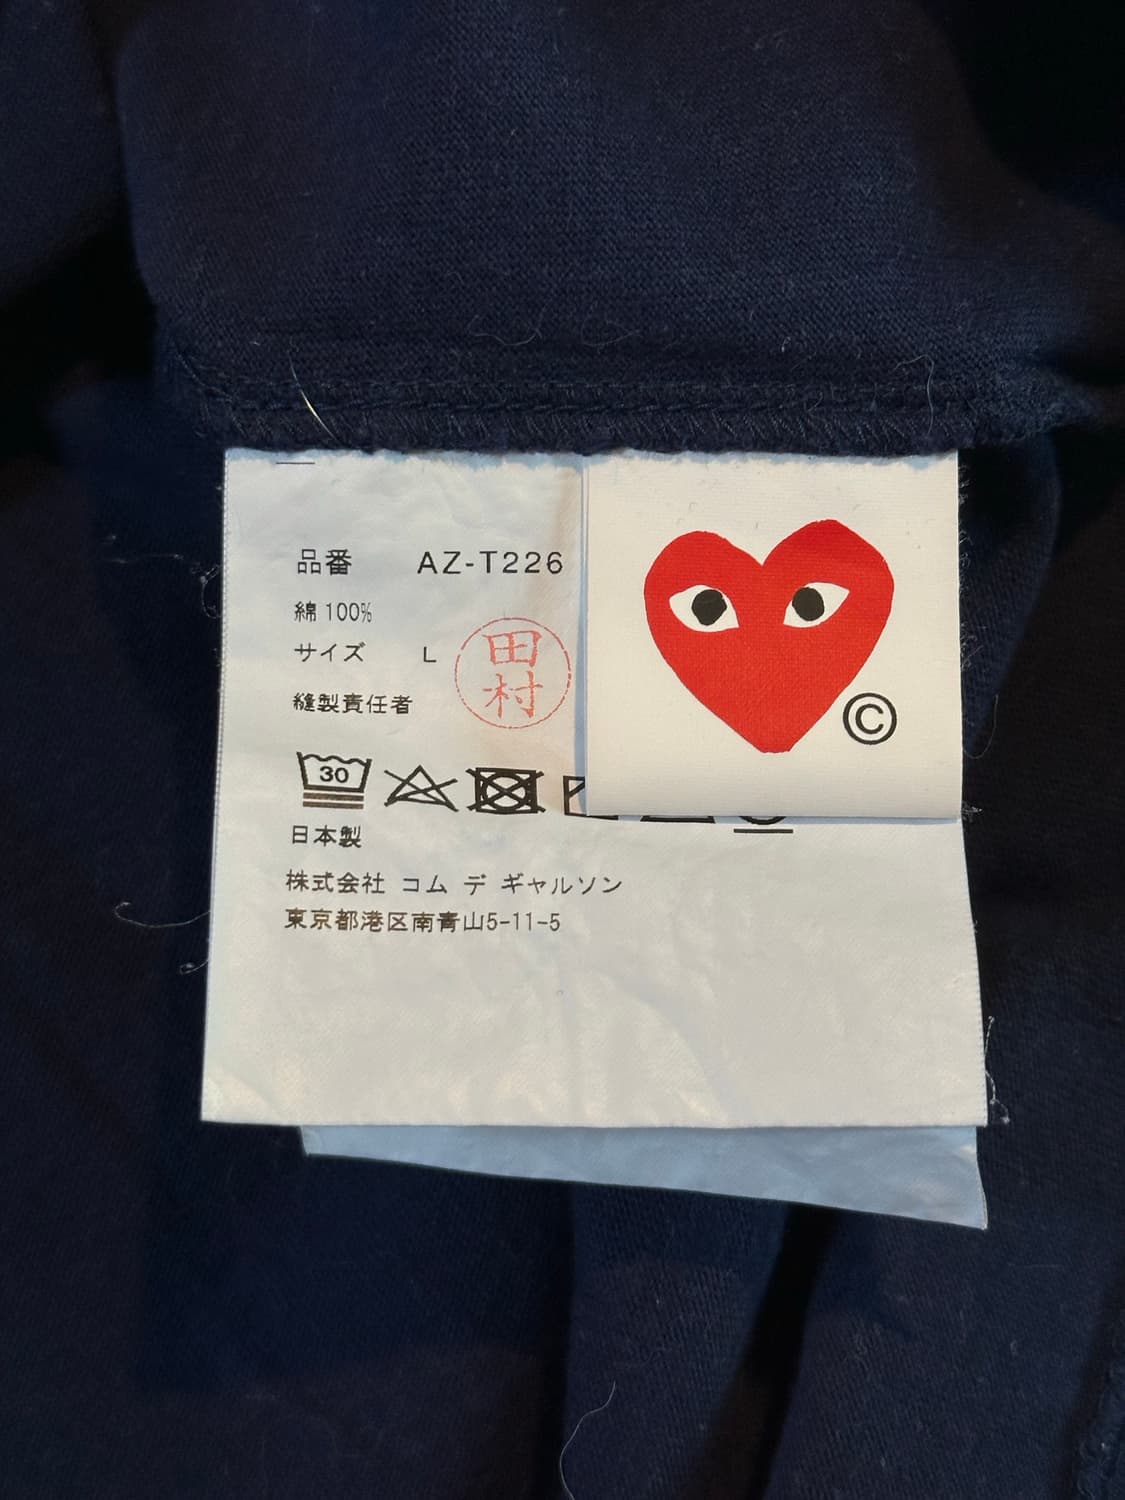 品番 AZ-T226
綿 100%
サイズ L
縫製責任者
田村
30
日本製
株式会社 コム デ ギャルソン
東京都港区南青山5-11-5
©